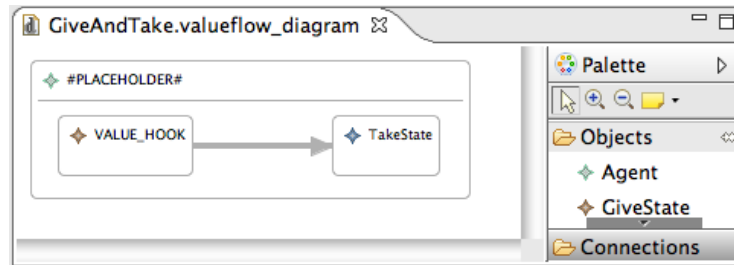 GiveAndTake.valueflow_diagram
#PLACEHOLDER#
VALUE_HOOK
TakeState
Palette
Objects
Agent
GiveState
Connections